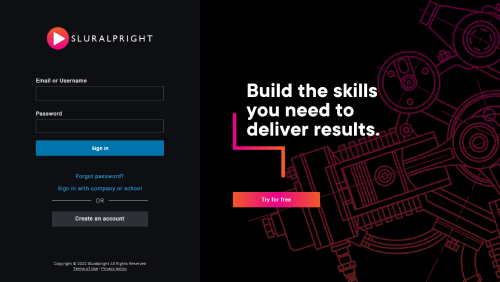 SLURALPRIGHT
Email or Username
Password
Sign in
Forgot password?
Sign in with company or school
OR
Create an account
Copyright © 2022 Sluralpright All Rights Reserved
Terms of Use | Privacy policy
Build the skills
you need to
deliver results.
Try for free